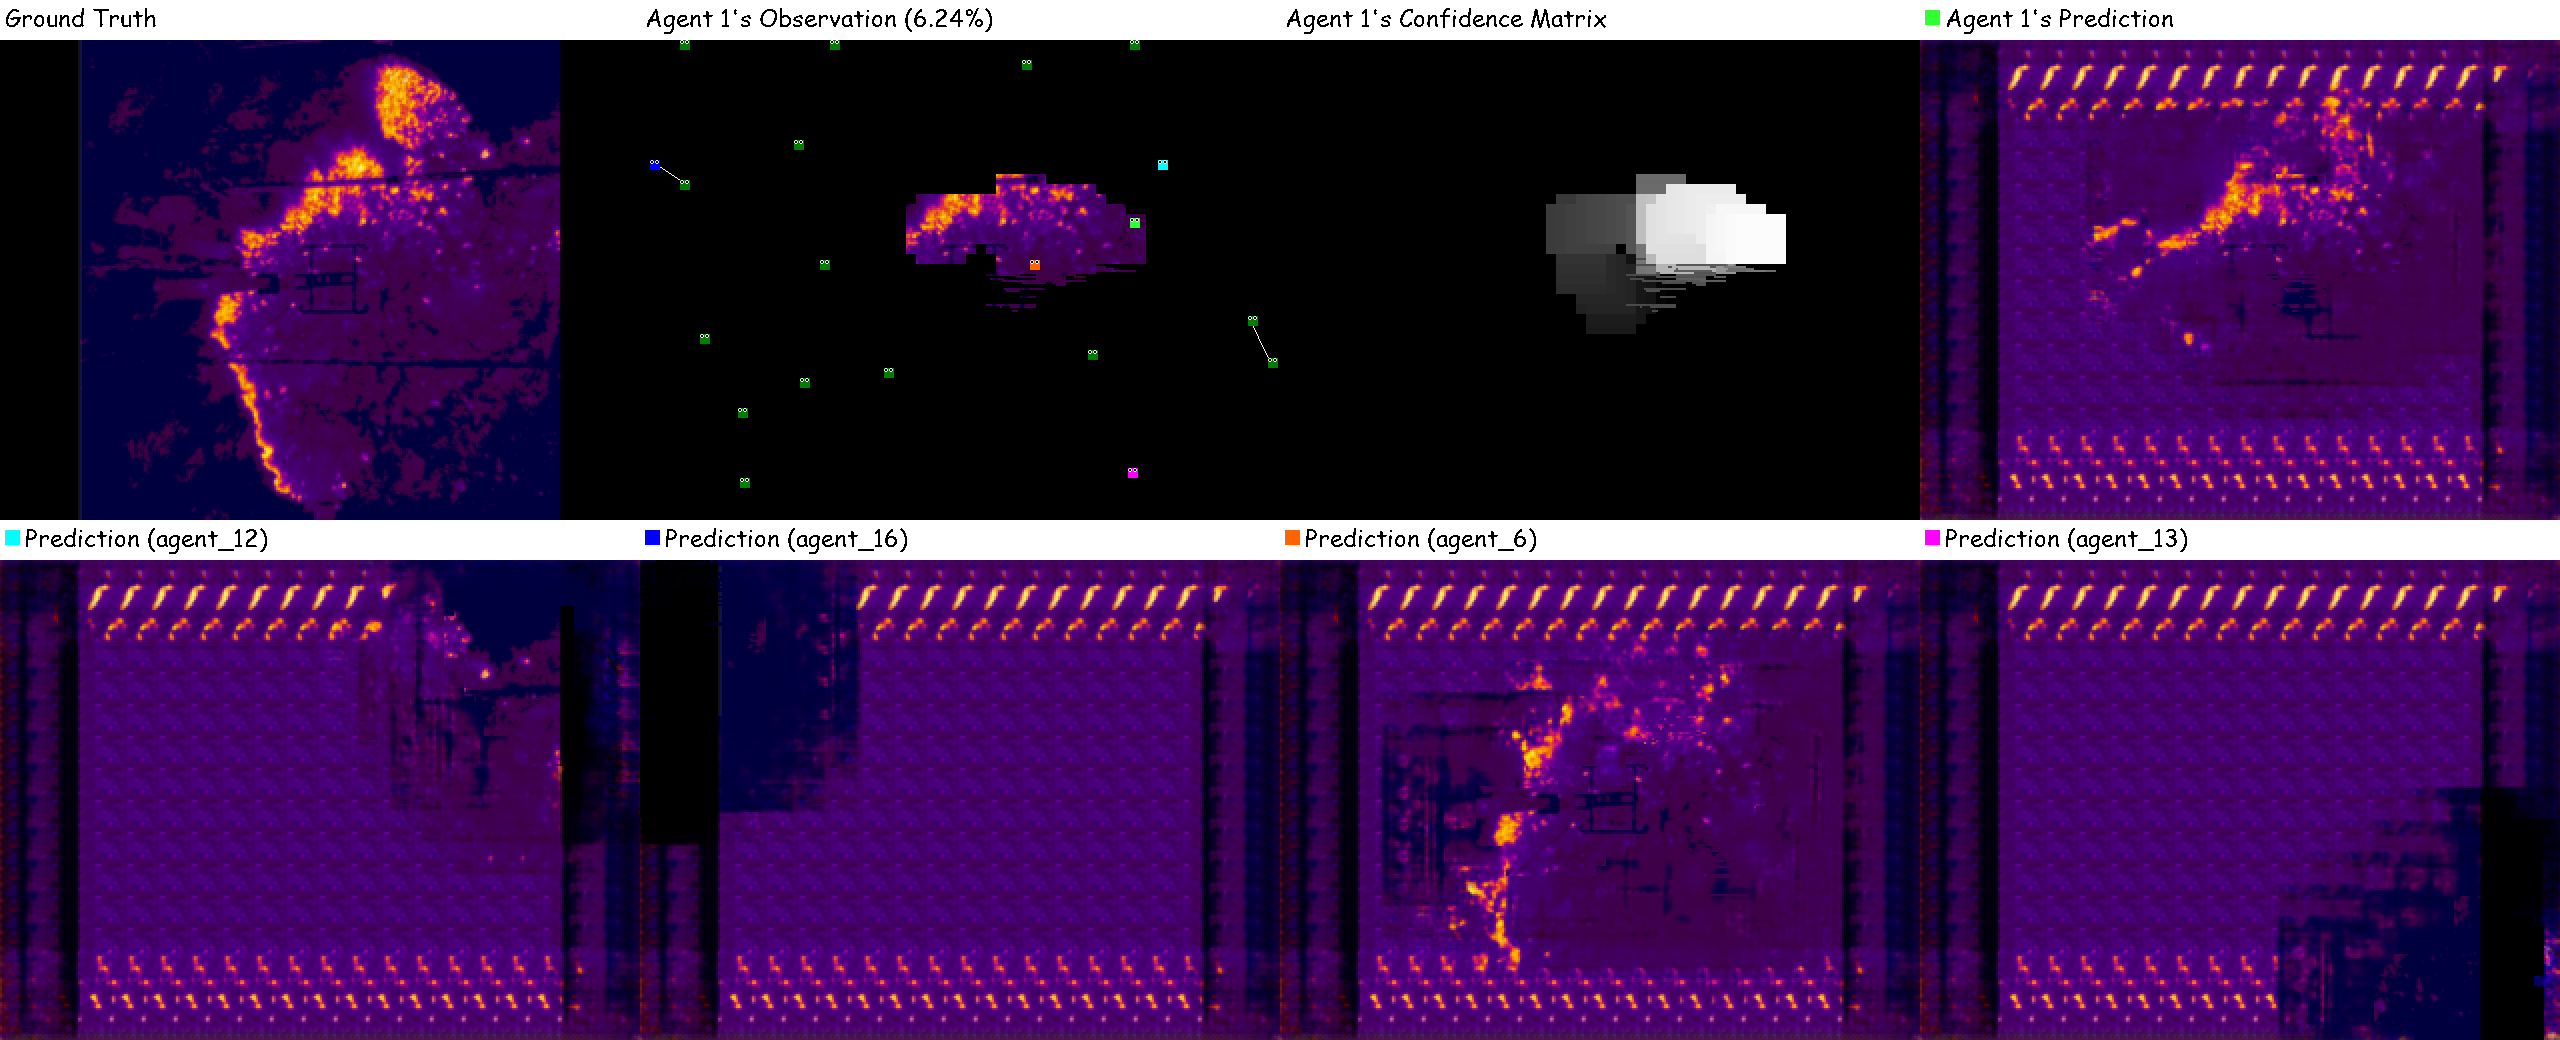 Ground Truth
Agent 1's Observation (6.24%)
Agent 1's Confidence Matrix
Agent 1's Prediction
Prediction (agent_12)
Prediction (agent_16)
Prediction (agent_6)
Prediction (agent_13)